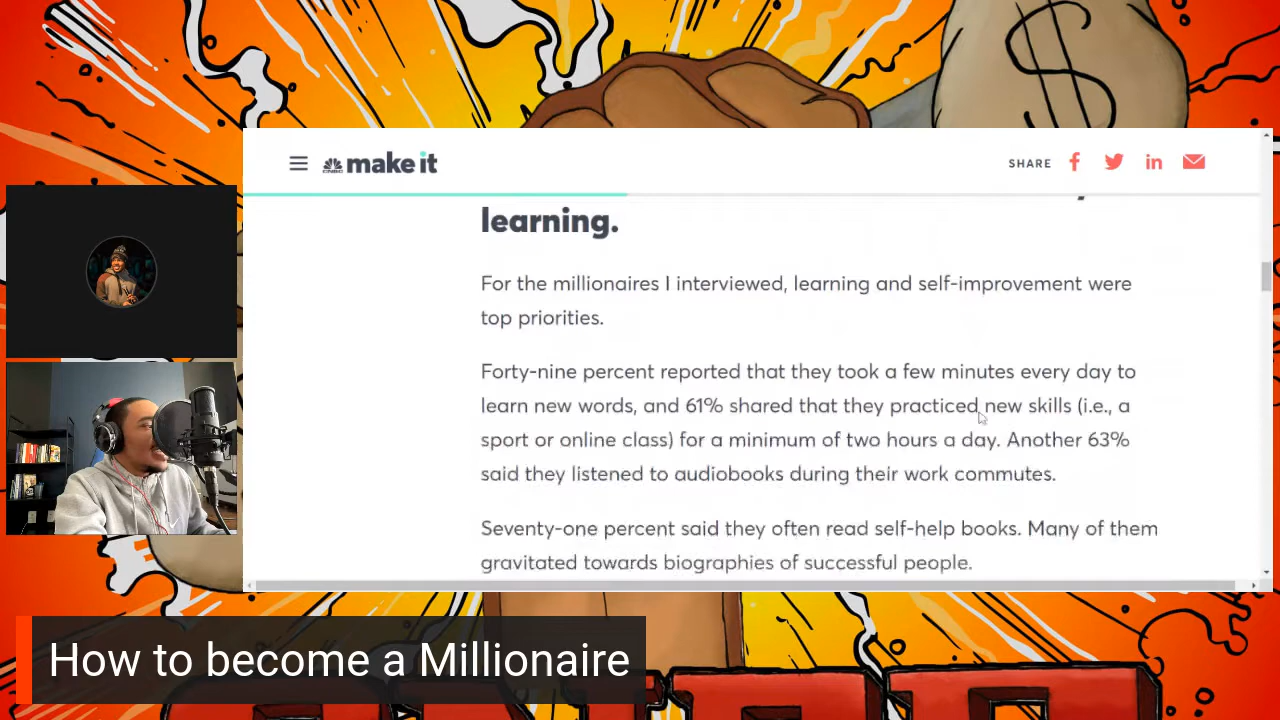 make it
SHARE
learning.
For the millionaires I interviewed, learning and self-improvement were
top priorities.
Forty-nine percent reported that they took a few minutes every day to
learn new words, and 61% shared that they practiced new skills (i.e., a
sport or online class) for a minimum of two hours a day. Another 63%
said they listened to audiobooks during their work commutes.
Seventy-one percent said they often read self-help books. Many of them
gravitated towards biographies of successful people.
How to become a Millionaire